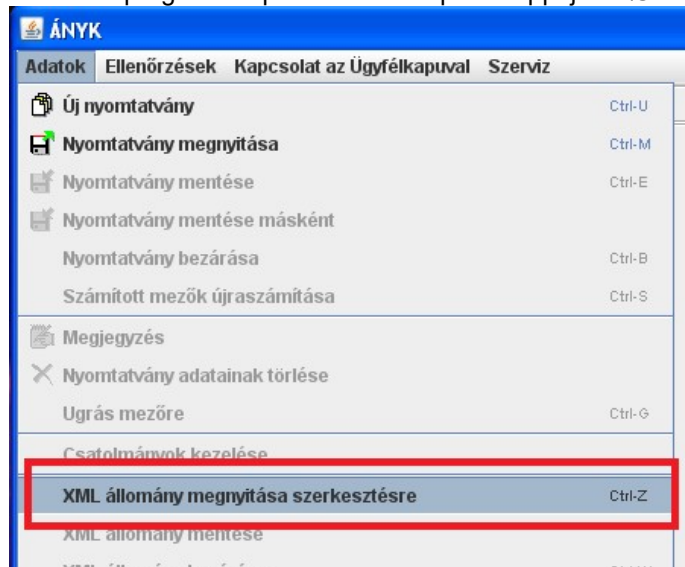 ÁNYK
Adatok Ellenőrzések Kapcsolat az Ügyfélkapuval Szerviz
Új nyomtatvány Ctrl-U
Nyomtatvány megnyitása Ctrl-M
Nyomtatvány mentése Ctrl-E
Nyomtatvány mentése másként
Nyomtatvány bezárása Ctrl-B
Számított mezők újraszámítása Ctrl-S
Megjegyzés
Nyomtatvány adatainak törlése
Ugrás mezőre Ctrl-G
Csatolmányok kezelése
XML állomány megnyitása szerkesztésre Ctrl-Z
XML állomány mentése